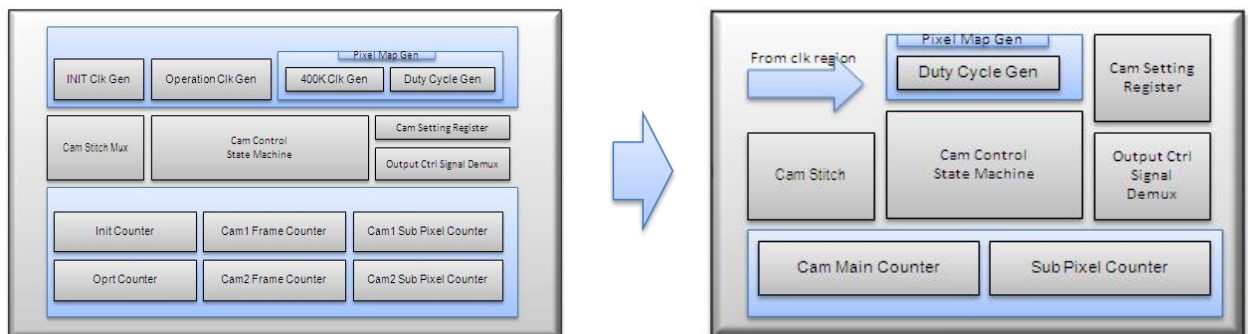 Pixel Map Gen
INIT Clk Gen
Operation Clk Gen
400K Clk Gen
Duty Cycle Gen
Cam Stitch Mux
Cam Control
State Machine
Cam Setting Register
Output Ctrl Signal Demux
Init Counter
Cam1 Frame Counter
Cam1 Sub Pixel Counter
Oprt Counter
Cam2 Frame Counter
Cam2 Sub Pixel Counter
From clk region
Pixel Map Gen
Duty Cycle Gen
Cam Setting
Register
Cam Stitch
Cam Control
State Machine
Output Ctrl
Signal
Demux
Cam Main Counter
Sub Pixel Counter